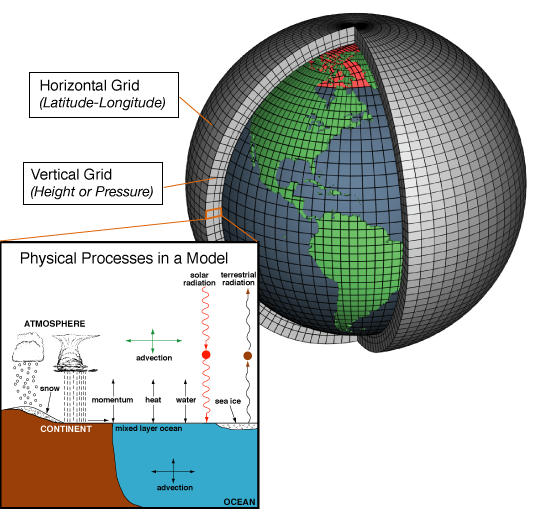 Horizontal Grid
(Latitude-Longitude)
Vertical Grid
(Height or Pressure)
Physical Processes in a Model
solar
radiation
terrestrial
radiation
ATMOSPHERE
advection
snow
momentum
heat
water
sea ice
CONTINENT
mixed layer ocean
advection
OCEAN